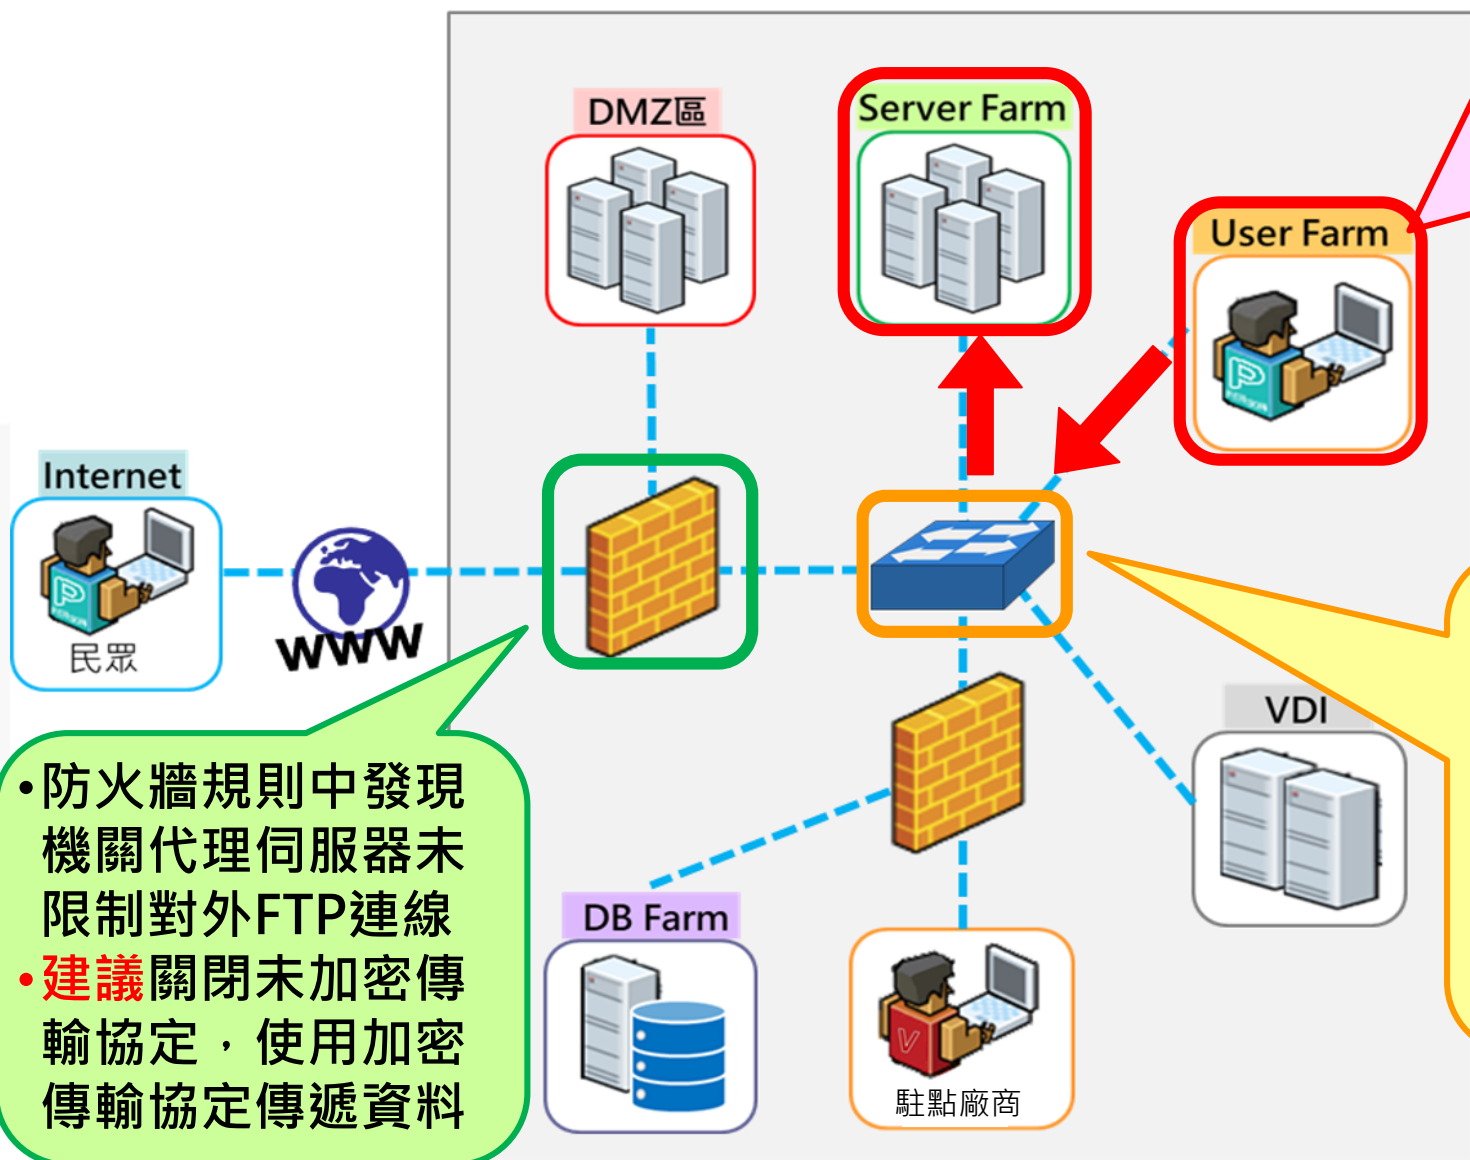 DMZ區
Server Farm
User Farm
Internet
民眾
WWW
VDI
DB Farm
駐點廠商
•防火牆規則中發現
機關代理伺服器未
限制對外FTP連線
•建議關閉未加密傳
輸協定，使用加密
傳輸協定傳遞資料
P
P
V